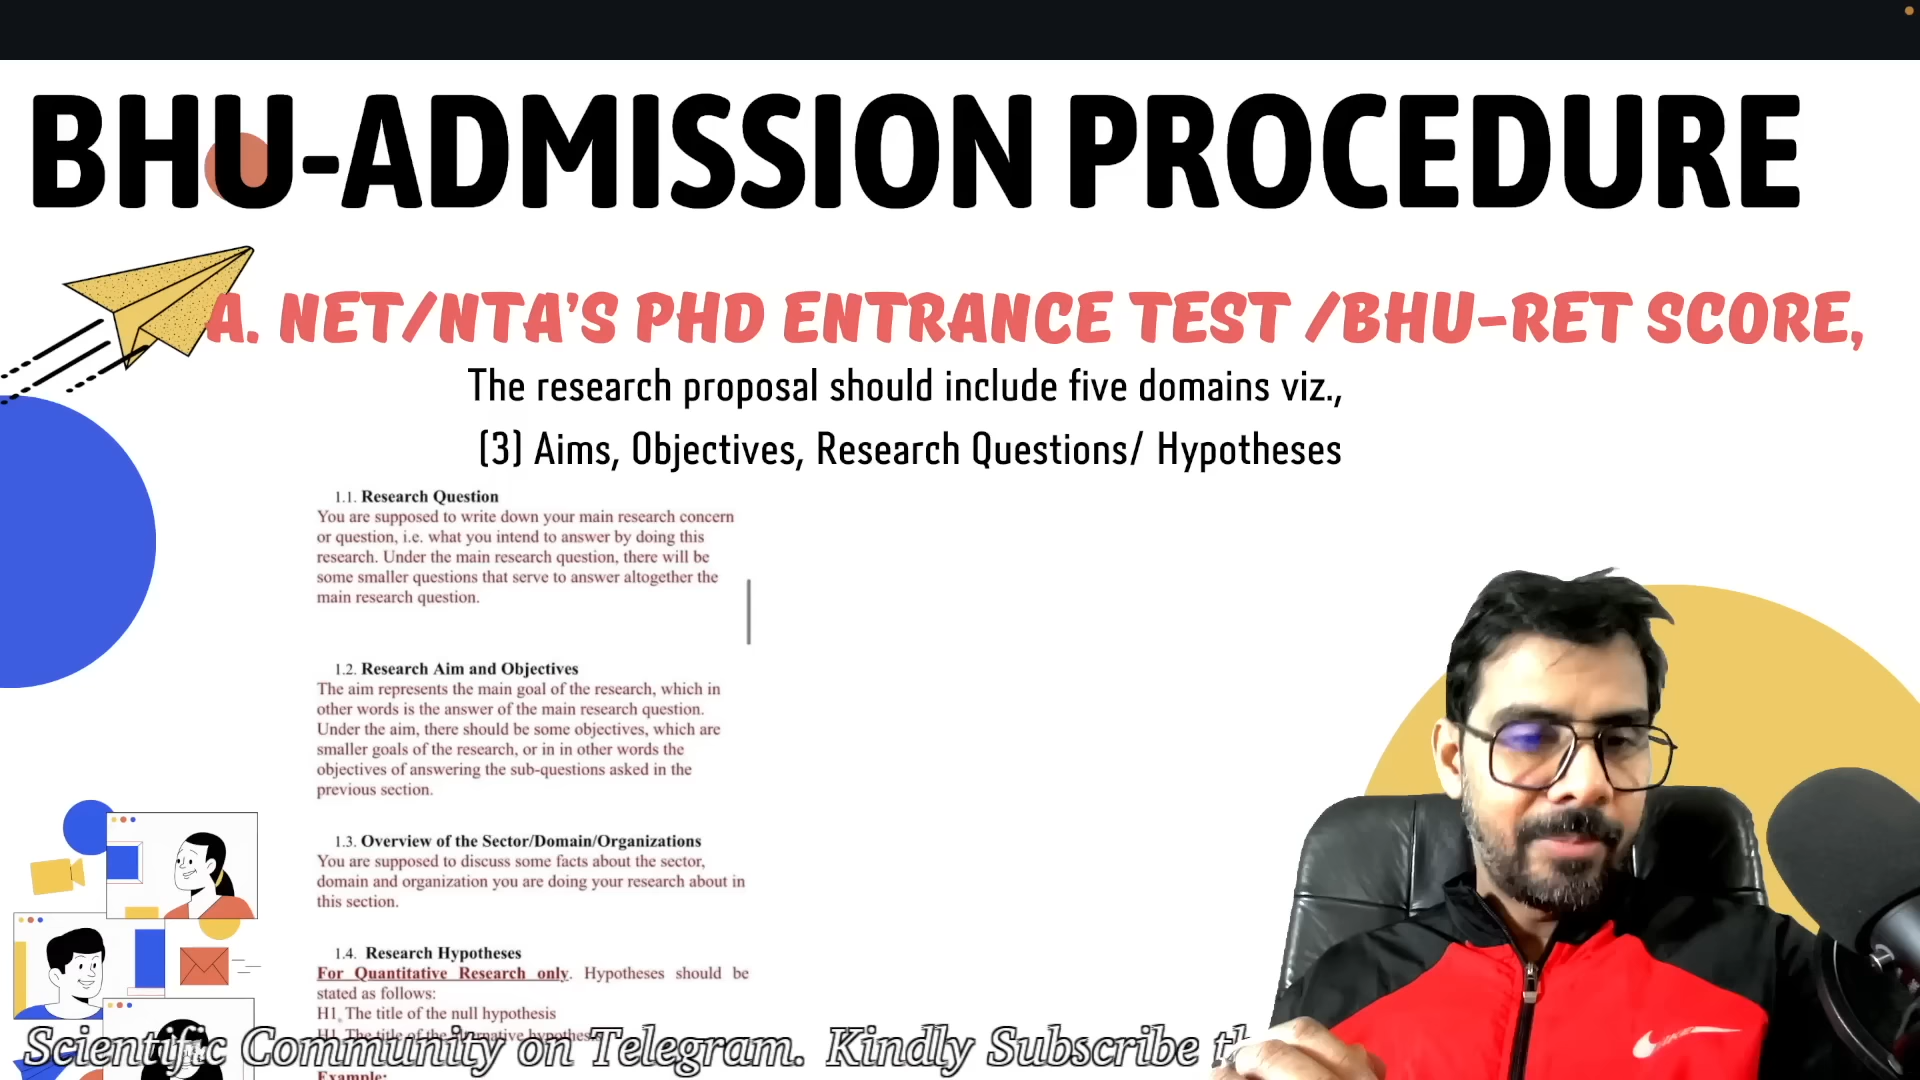 BHU-ADMISSION PROCEDURE
A. NET/NTA'S PHD ENTRANCE TEST /BHU-RET SCORE,
The research proposal should include five domains viz.,
(3) Aims, Objectives, Research Questions/ Hypotheses
1.1. Research Question
You are supposed to write down your main research concern
or question, i.e. what you intend to answer by doing this
research. Under the main research question, there will be
some smaller questions that serve to answer altogether the
main research question.
1.2. Research Aim and Objectives
The aim represents the main goal of the research, which in
other words is the answer of the main research question.
Under the aim, there should be some objectives, which are
smaller goals of the research, or in in other words the
objectives of answering the sub-questions asked in the
previous section.
1.3. Overview of the Sector/Domain/Organizations
You are supposed to discuss some facts about the sector,
domain and organization you are doing your research about in
this section.
1.4. Research Hypotheses
For Quantitative Research only. Hypotheses should be
stated as follows:
H1. The title of the null hypothesis
H1. The title of the alternative hypothesis
Scientific Community on Telegram. Kindly Subscribe
Example: